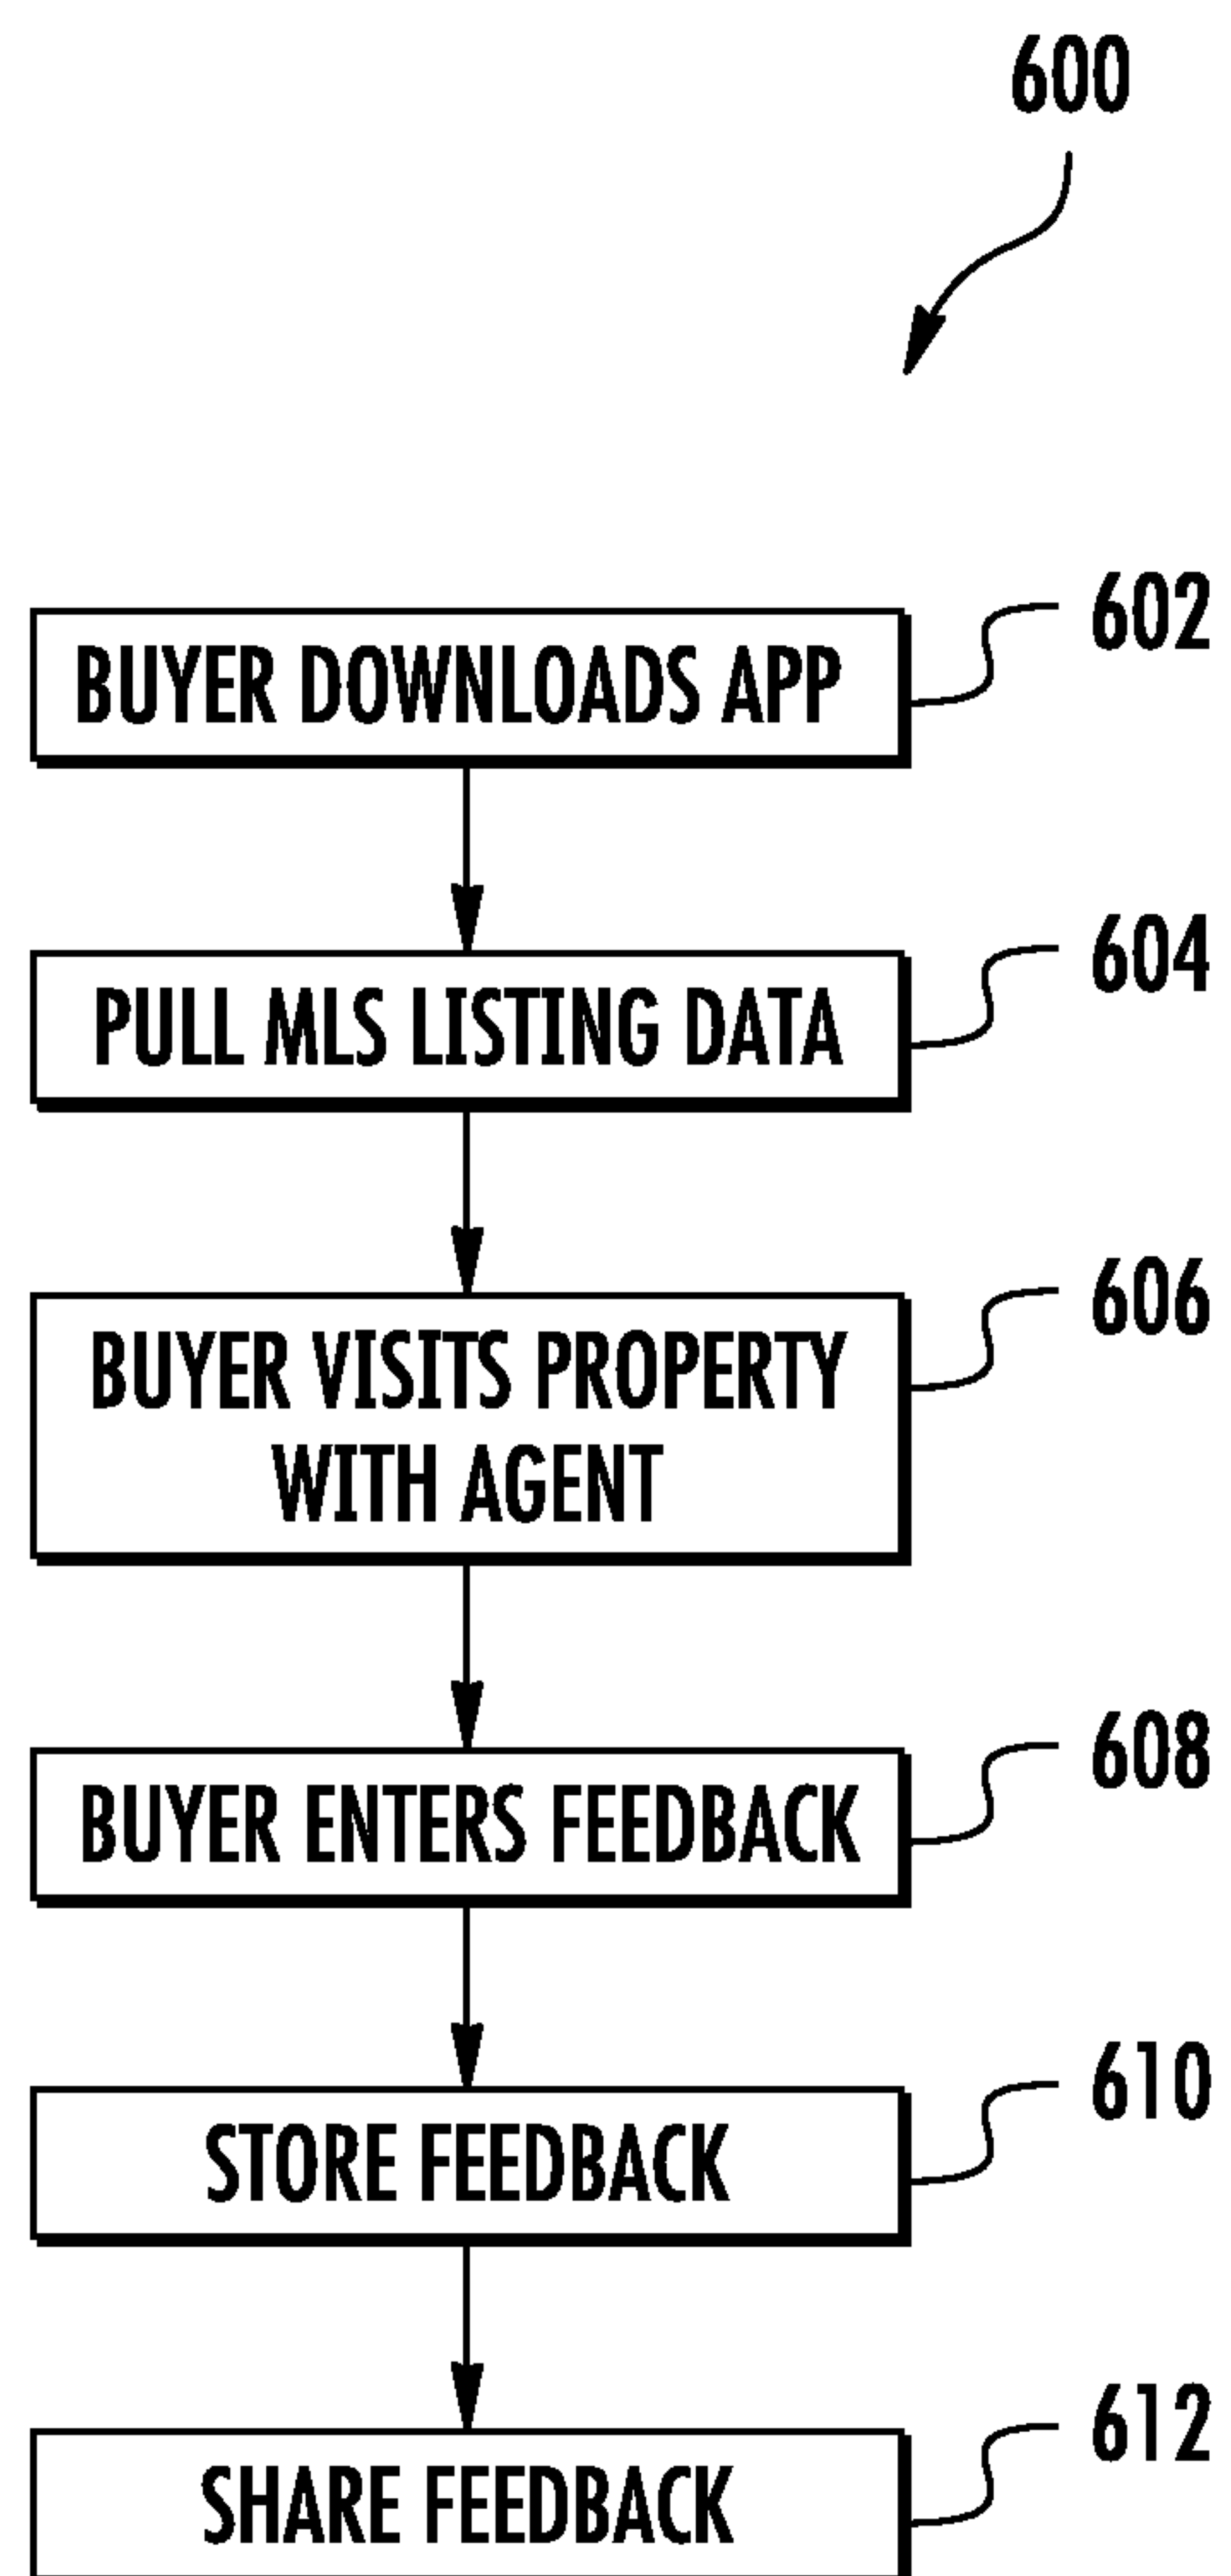 600
BUYER DOWNLOADS APP
602
PULL MLS LISTING DATA
604
BUYER VISITS PROPERTY
WITH AGENT
606
BUYER ENTERS FEEDBACK
608
STORE FEEDBACK
610
SHARE FEEDBACK
612